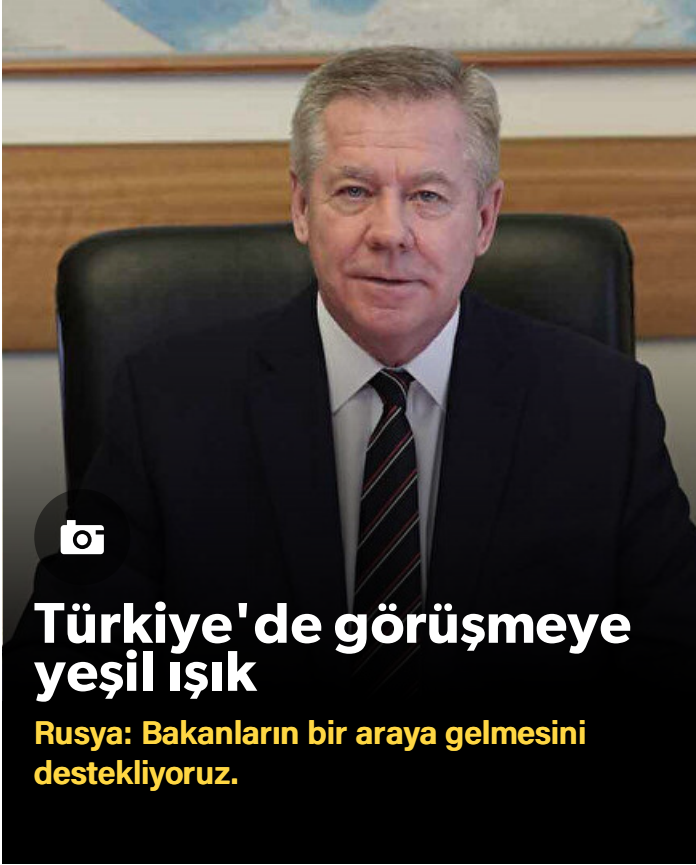 Türkiye'de görüşmeye
yeşil ışık
Rusya: Bakanların bir araya gelmesini
destekliyoruz.